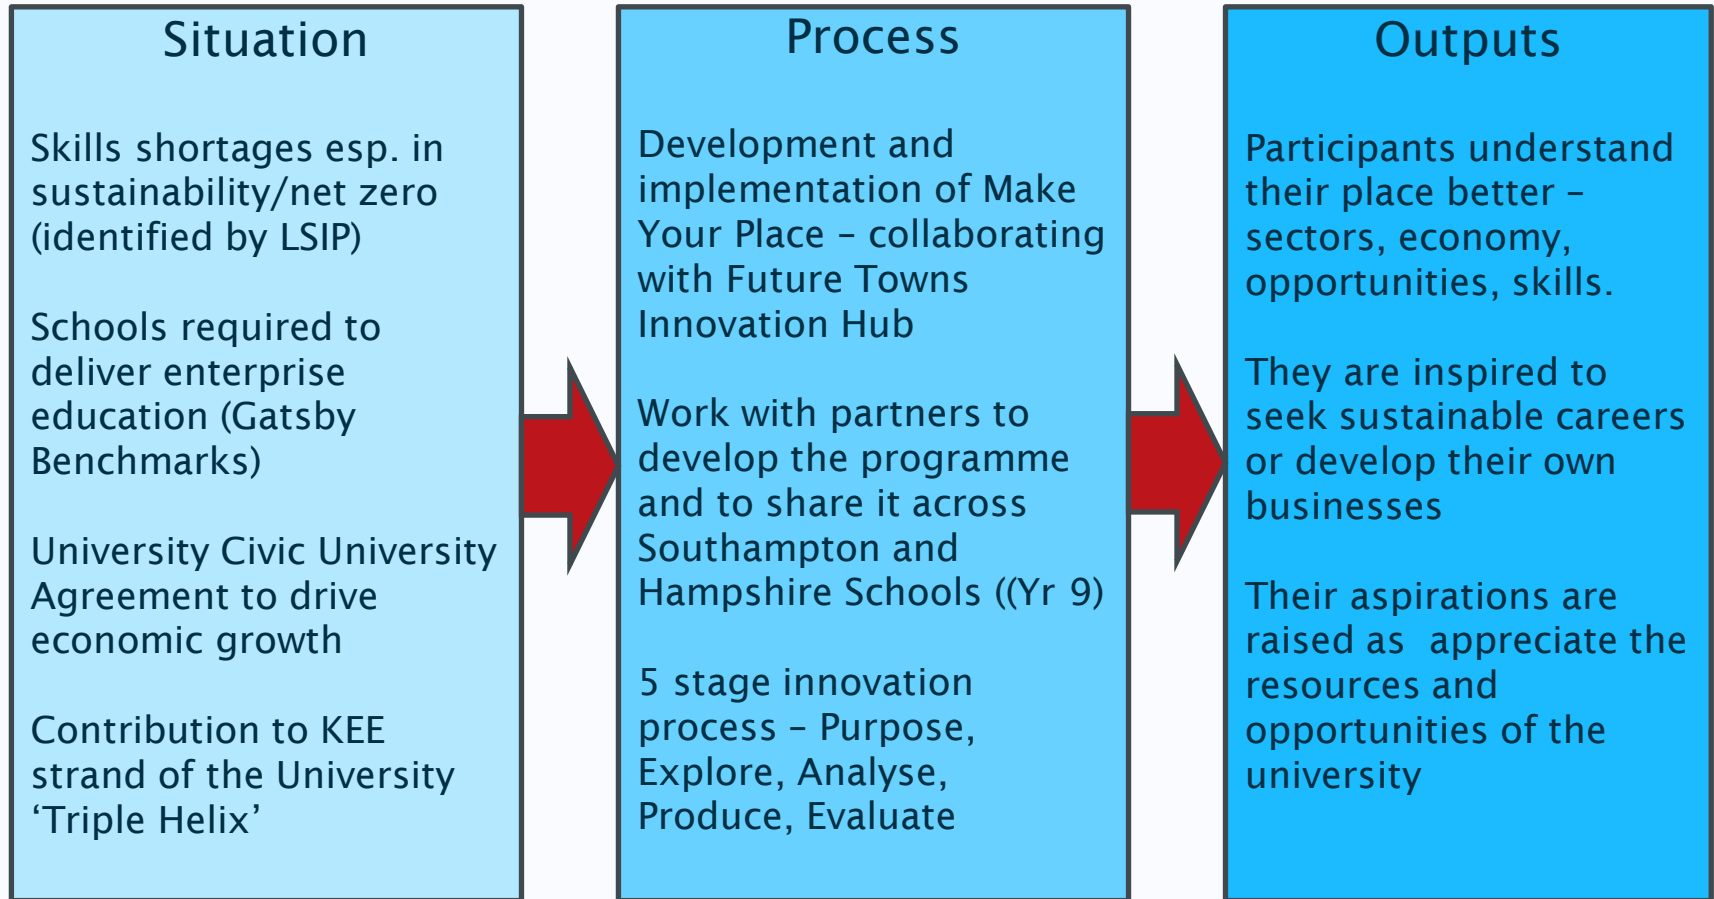 Situation
Skills shortages esp. in
sustainability/net zero
(identified by LSIP)
Schools required to
deliver enterprise
education (Gatsby
Benchmarks)
University Civic University
Agreement to drive
economic growth
Contribution to KEE
strand of the University
‘Triple Helix’
Process
Development and
implementation of Make
Your Place – collaborating
with Future Towns
Innovation Hub
Work with partners to
develop the programme
and to share it across
Southampton and
Hampshire Schools ((Yr 9)
5 stage innovation
process – Purpose,
Explore, Analyse,
Produce, Evaluate
Outputs
Participants understand
their place better –
sectors, economy,
opportunities, skills.
They are inspired to
seek sustainable careers
or develop their own
businesses
Their aspirations are
raised as  appreciate the
resources and
opportunities of the
university